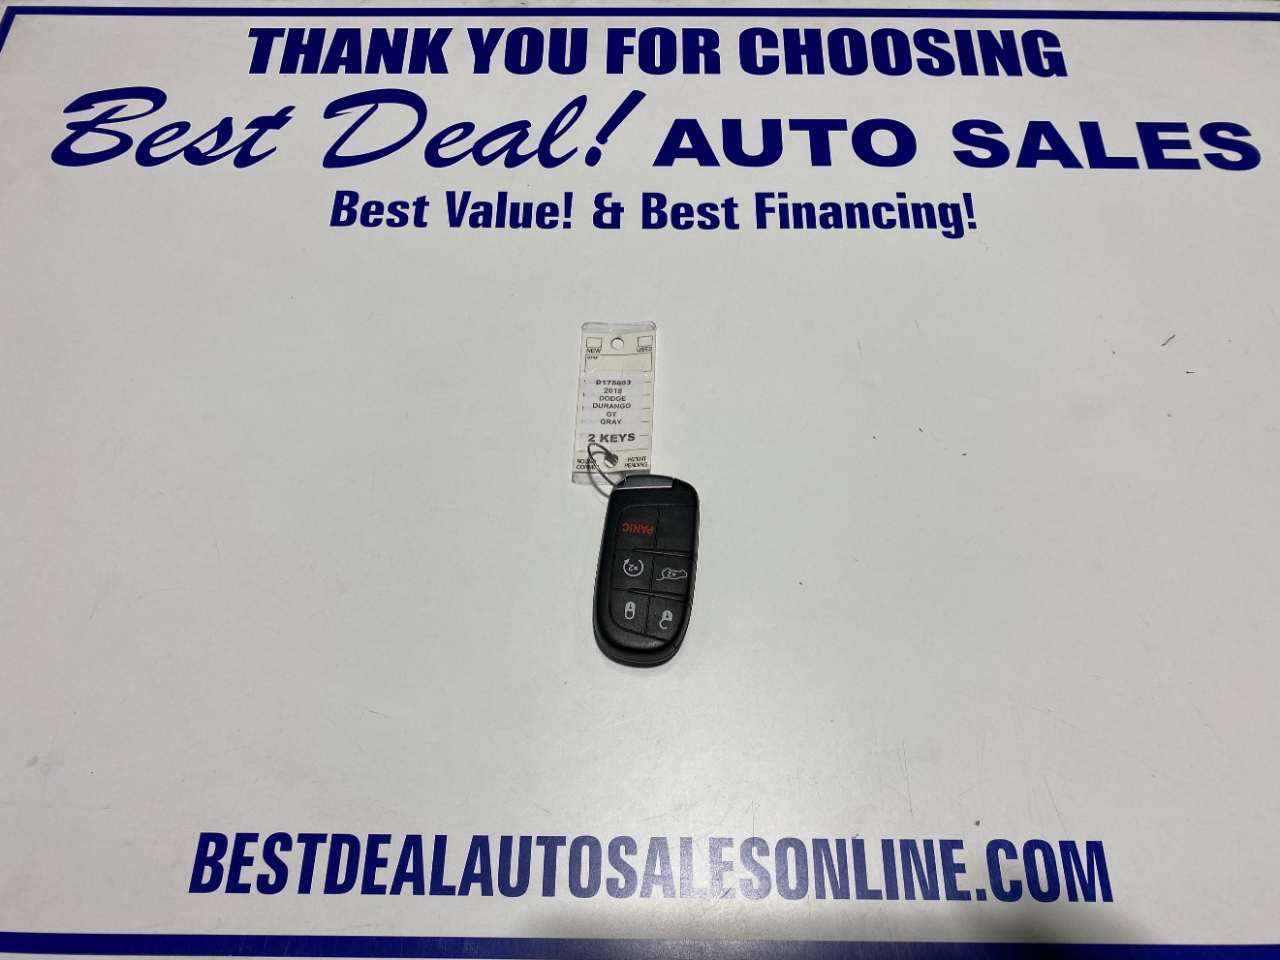 THANK YOU FOR CHOOSING
Best Deal! AUTO SALES
Best Value! & Best Financing!
NEW USED
2018
DODGE
DURANGO
GT
GRAY
2 KEYS
PATENT
PENDING
PANIC
×2
BESTDEALAUTOSALESONLINE.COM